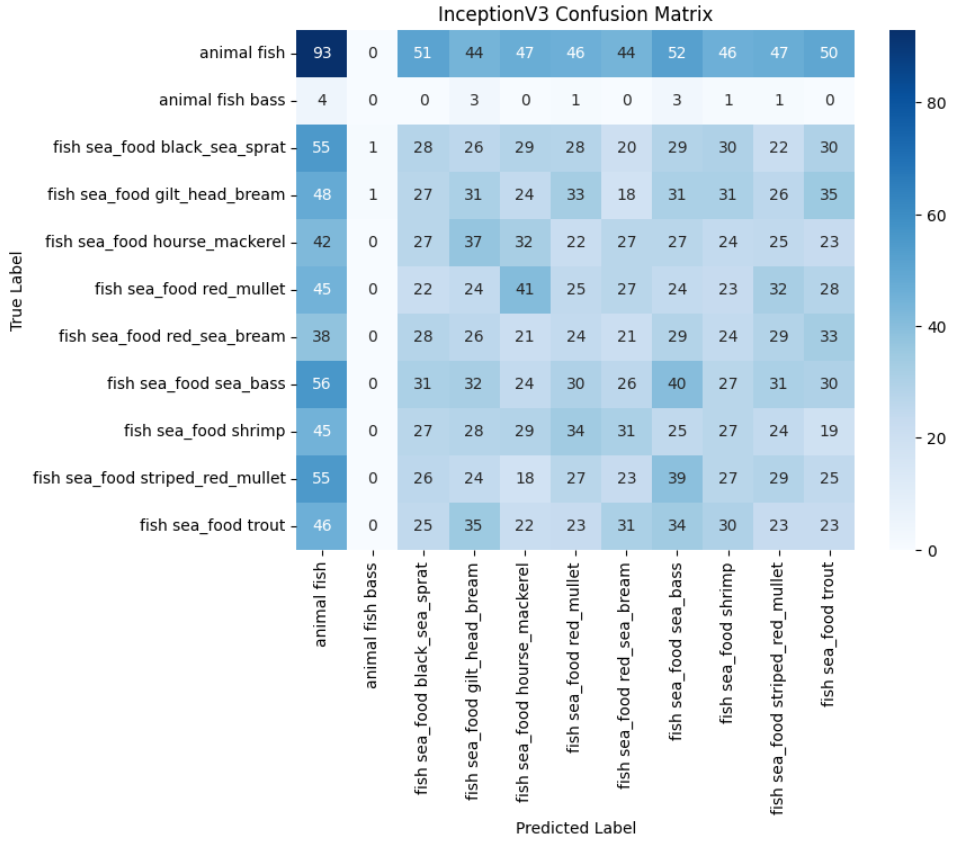 InceptionV3 Confusion Matrix
animal fish 93 0 51 44 47 46 44 52 46 47 50
animal fish bass 4 0 0 3 0 1 0 3 1 1 0
fish sea_food black_sea_sprat 55 1 28 26 29 28 20 29 30 22 30
fish sea_food gilt_head_bream 48 1 27 31 24 33 18 31 31 26 35
fish sea_food hourse_mackerel 42 0 27 37 32 22 27 27 24 25 23
fish sea_food red_mullet 45 0 22 24 41 25 27 24 23 32 28
fish sea_food red_sea_bream 38 0 28 26 21 24 21 29 24 29 33
fish sea_food sea_bass 56 0 31 32 24 30 26 40 27 31 30
fish sea_food shrimp 45 0 27 28 29 34 31 25 27 24 19
fish sea_food striped_red_mullet 55 0 26 24 18 27 23 39 27 29 25
fish sea_food trout 46 0 25 35 22 23 31 34 30 23 23
True Label
animal fish
animal fish bass
fish sea_food black_sea_sprat
fish sea_food gilt_head_bream
fish sea_food hourse_mackerel
fish sea_food red_mullet
fish sea_food red_sea_bream
fish sea_food sea_bass
fish sea_food shrimp
fish sea_food striped_red_mullet
fish sea_food trout
Predicted Label
80
60
40
20
0